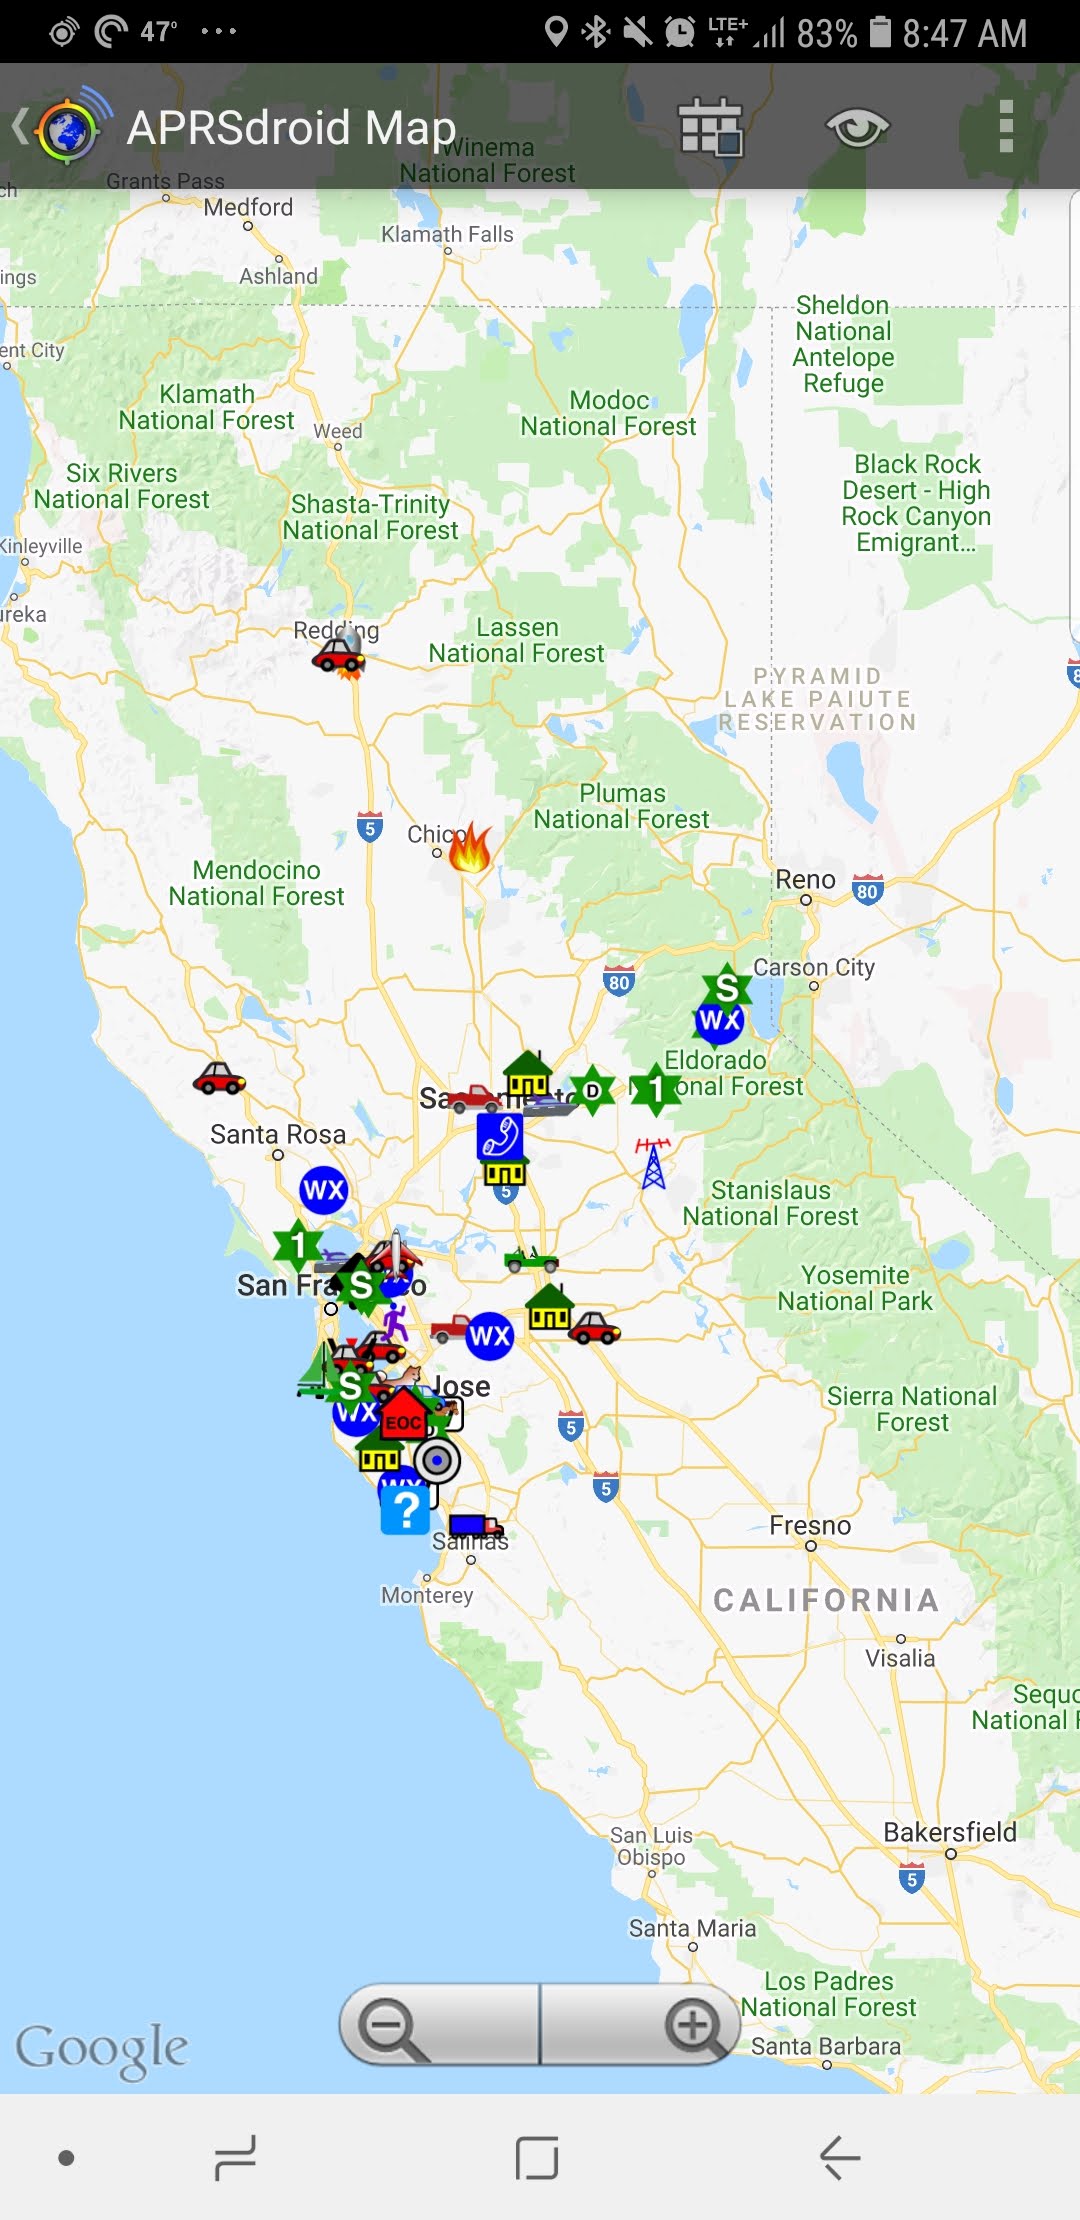 47°
LTE+
83%
8:47 AM
APRSdroid Map
Winema
National Forest
Grants Pass
ch
Medford
Klamath Falls
Ashland
ings
Sheldon
National
Antelope
Refuge
ent City
Klamath
National Forest
Modoc
National Forest
Weed
Black Rock
Desert - High
Rock Canyon
Emigrant...
Six Rivers
National Forest
Shasta-Trinity
National Forest
Kinleyville
ureka
Redding
Lassen
National Forest
PYRAMID
LAKE PAIUTE
RESERVATION
8
Plumas
National Forest
5
Chico
Mendocino
National Forest
Reno
80
Carson City
80
S
WX
Eldorado
onal Forest
D
1
Sa
Santa Rosa
5
WX
Stanislaus
National Forest
1
San Fra
co
S
Yosemite
National Park
WX
S
Jose
WX
EOC
Sierra National
Forest
5
5
WX
?
Fresno
Salinas
Monterey
CALIFORNIA
Visalia
Sequo
National F
San Luis
Obispo
Bakersfield
5
Santa Maria
Los Padres
National Forest
Santa Barbara
Google